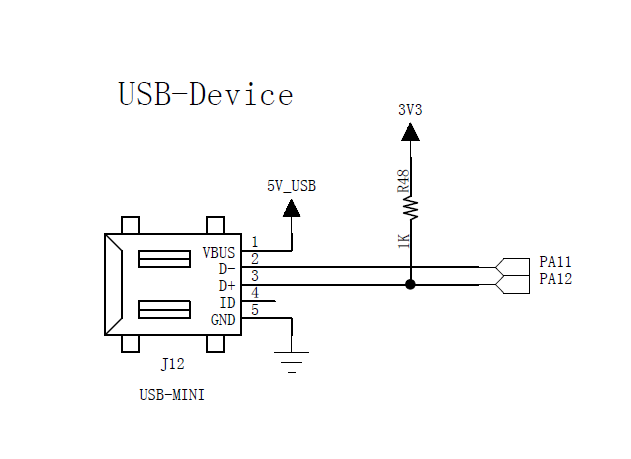 USB-Device
3V3
R48
1K
5V_USB
VBUS 1
D- 2
D+ 3
ID 4
GND 5
PA11
PA12
J12
USB-MINI